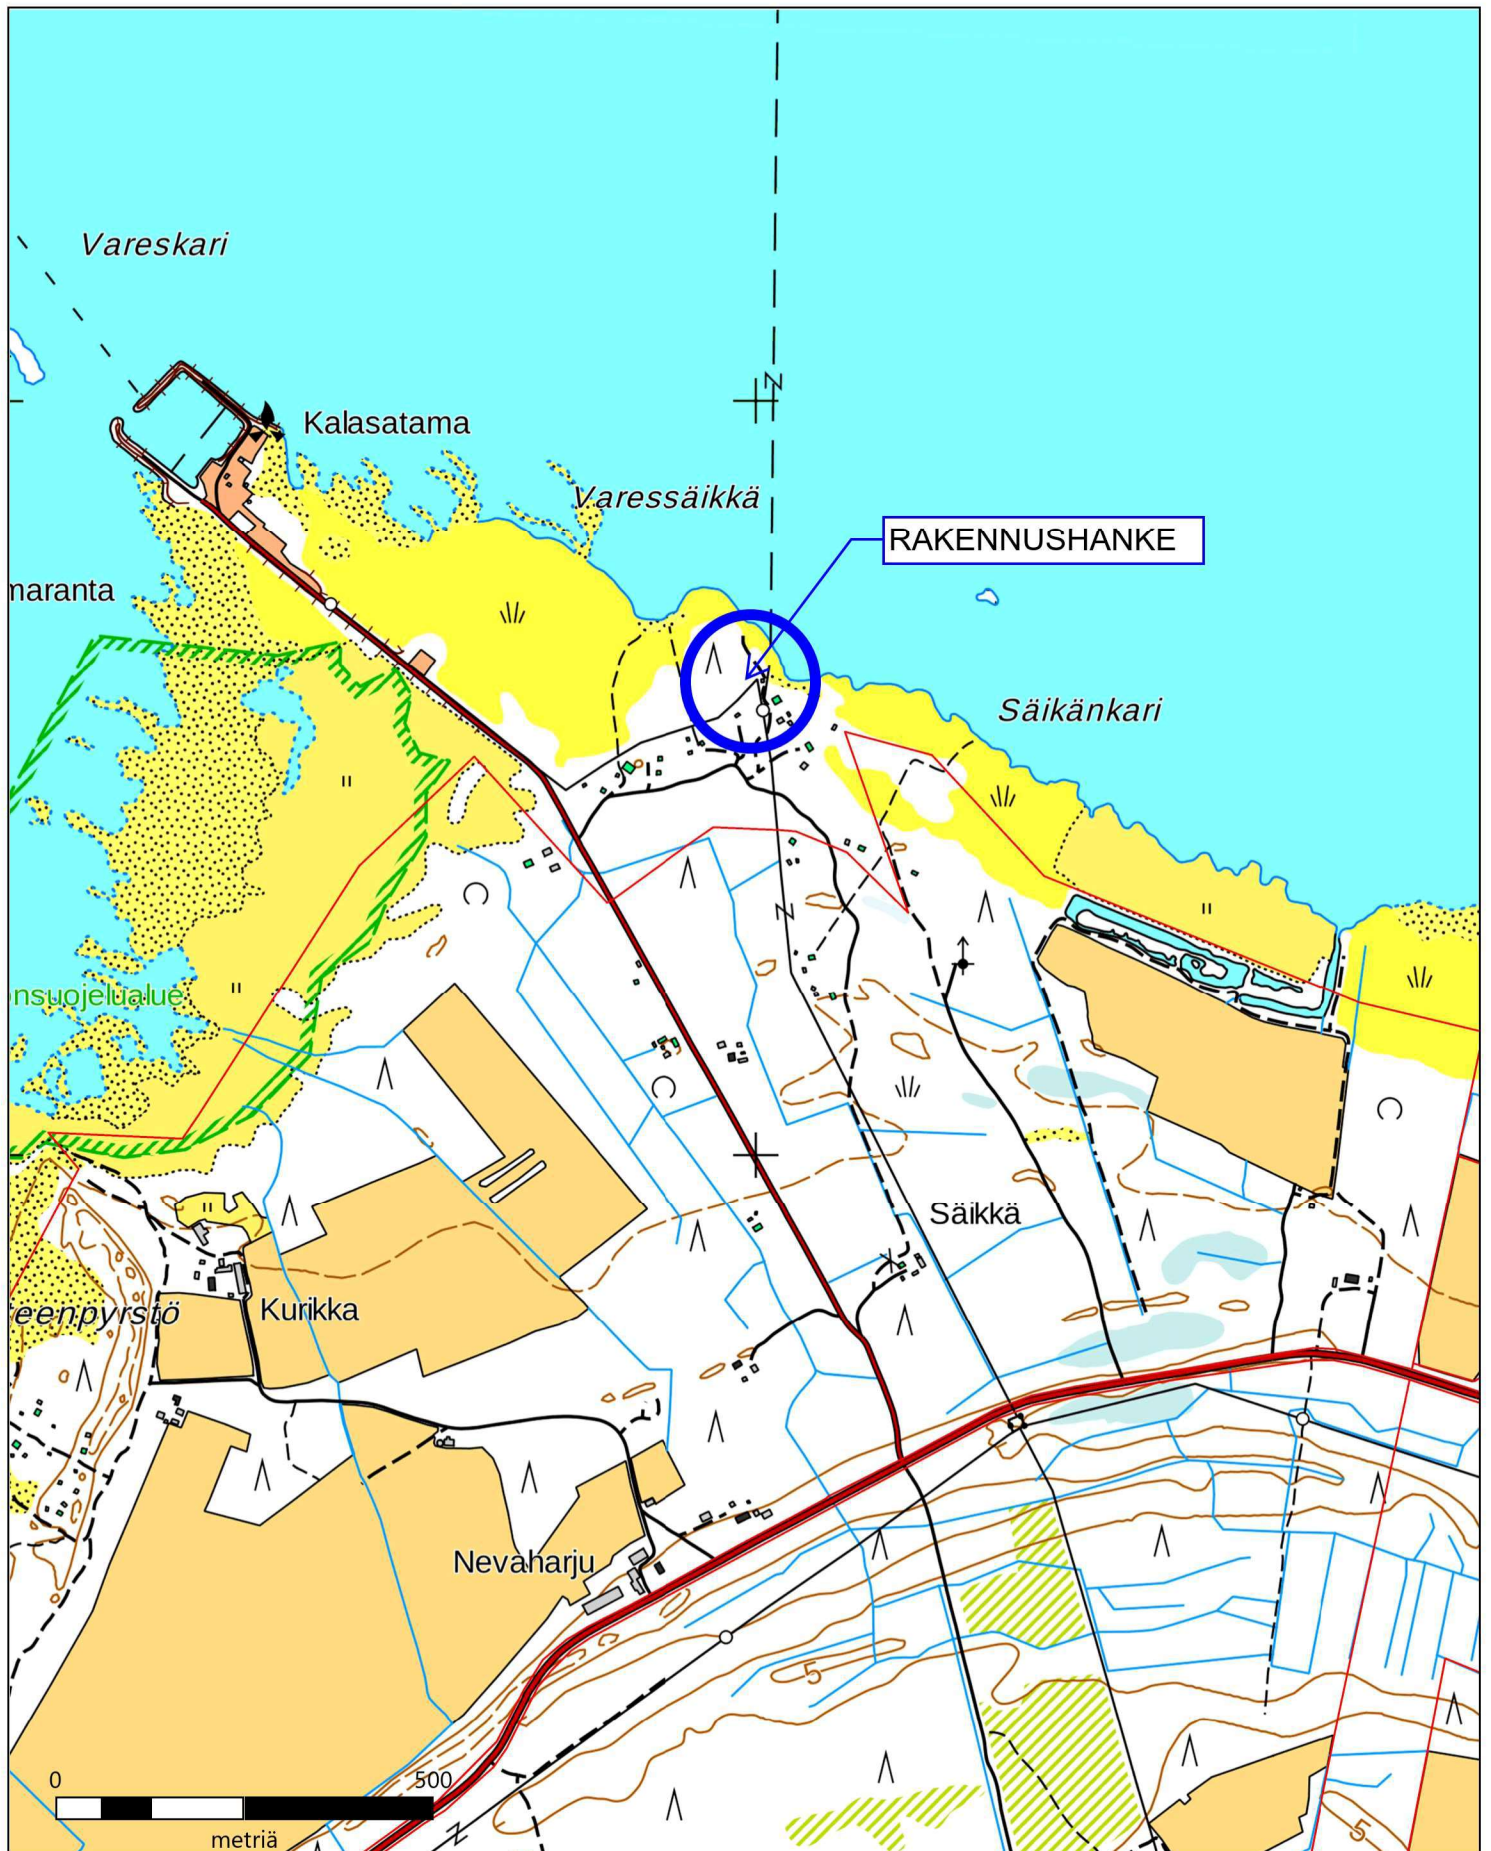 Vareskari
Kalasatama
Varessäikkä
RAKENNUSHANKE
maranta
Säikänkari
nsuojelualue
Säikkä
teenpyrstö
Kurikka
Nevaharju
5
0
500
metriä
5